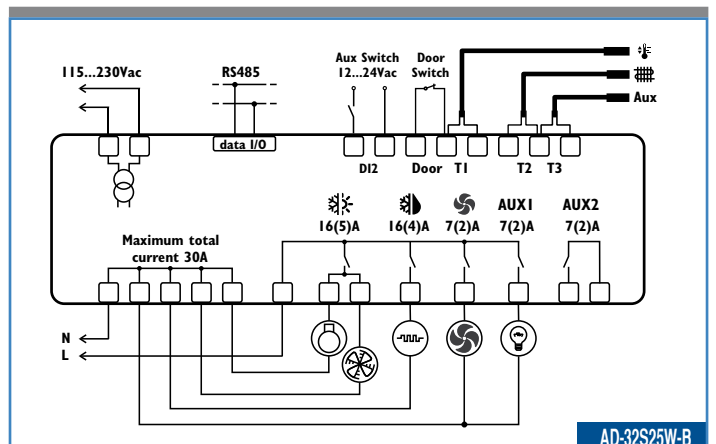 115...230Vac
RS485
Aux Switch
12...24Vac
Door
Switch
Aux
data I/O
DI2
Door
T1
T2
T3
16(5)A
16(4)A
7(2)A
AUX1
7(2)A
AUX2
7(2)A
Maximum total
current 30A
N
L
AD-32S25W-B